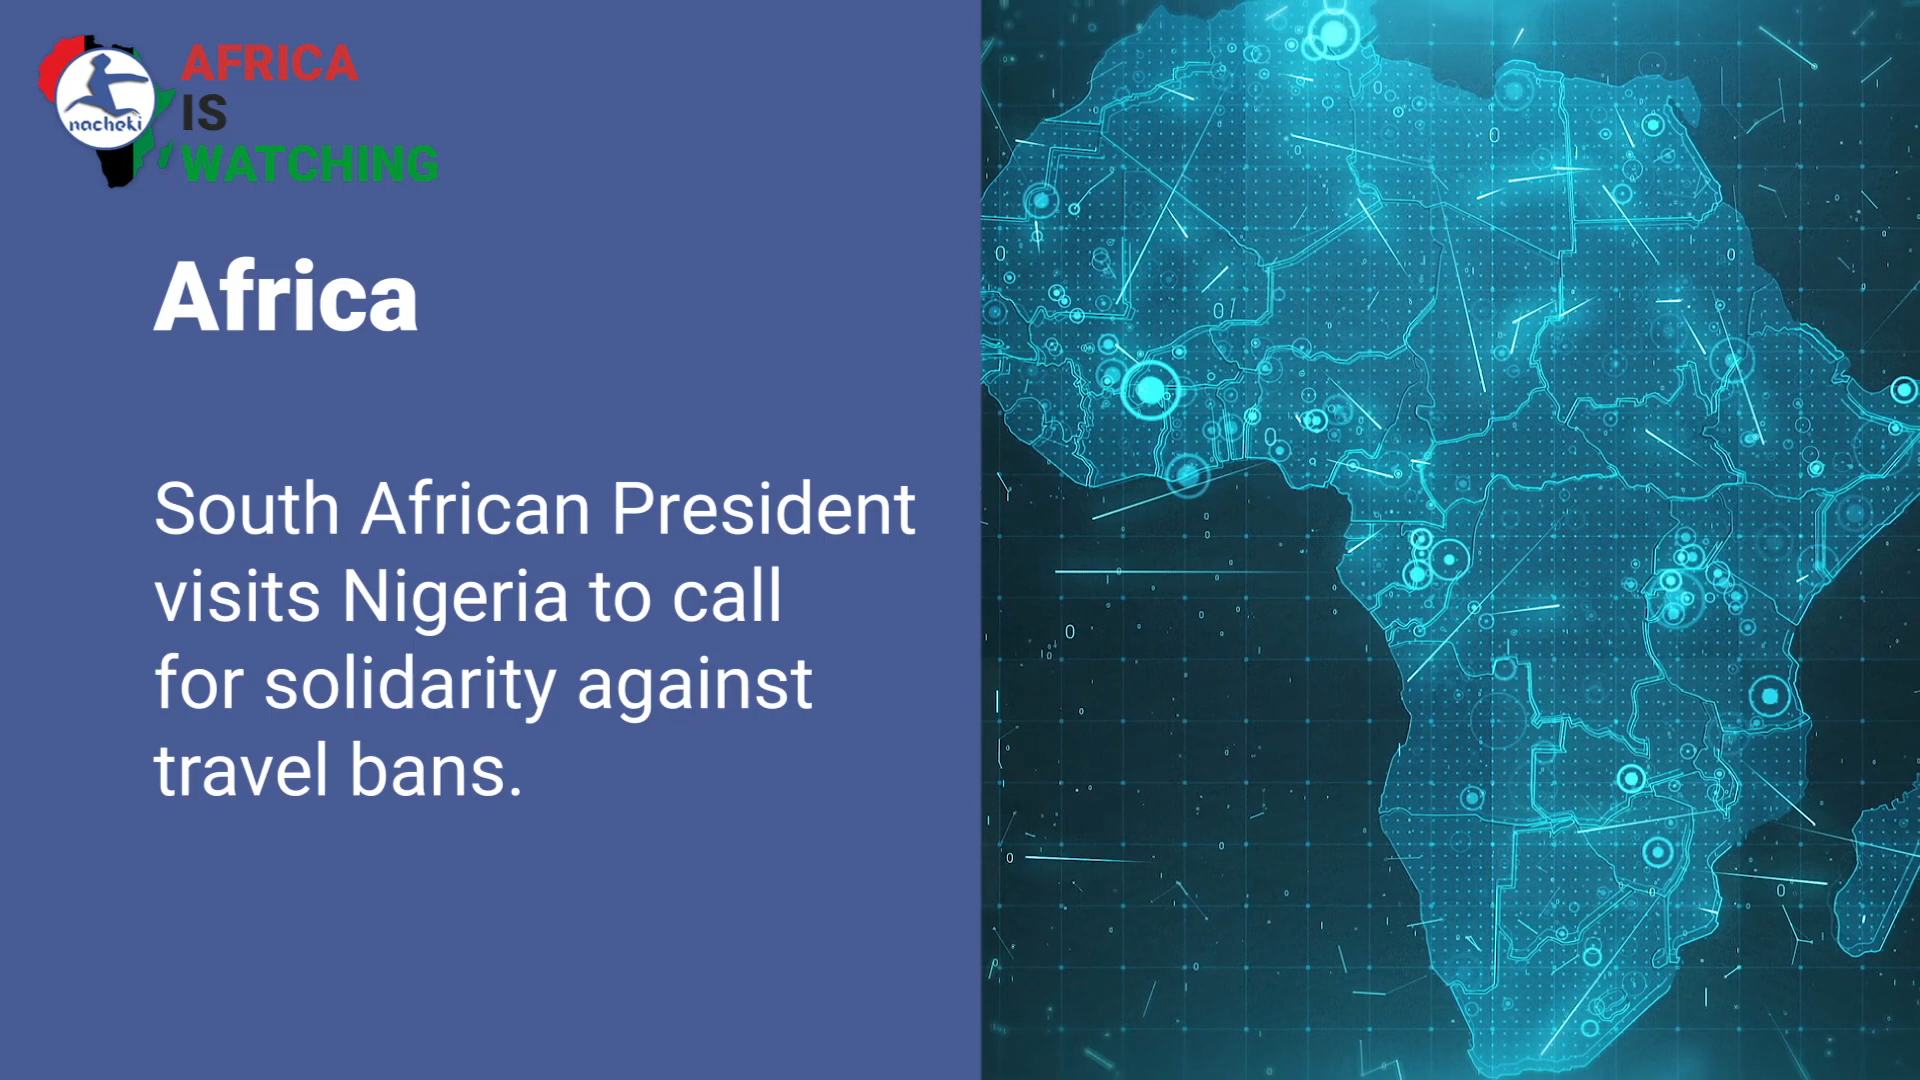 nacheki
AFRICA
IS
WATCHING
Africa
South African President
visits Nigeria to call
for solidarity against
travel bans.